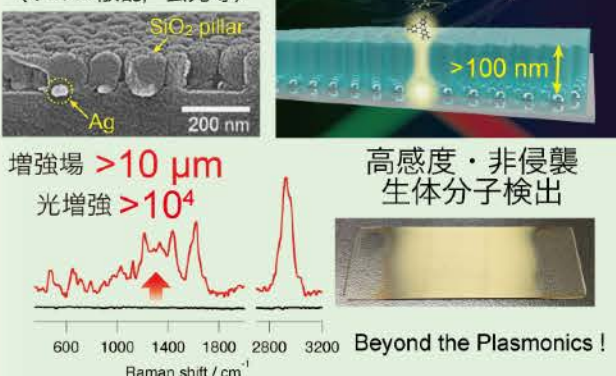 SiO₂ pillar
Ag
200 nm
>100 nm
増強場 >10 μm
光増強 >10⁴
高感度・非侵襲
生体分子検出
600 1000 1400 1800 2800 3200
Raman shift / cm⁻¹
Beyond the Plasmonics !